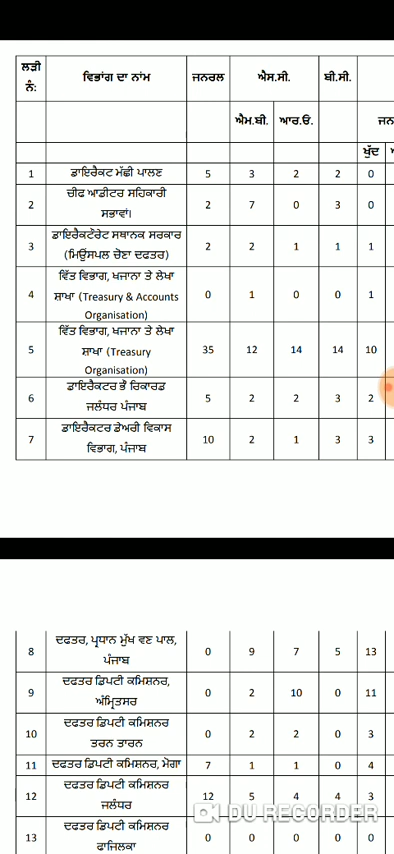 ਲੜੀ ਨੰ: ਵਿਭਾਂਗ ਦਾ ਨਾਂਮ ਜਨਰਲ ਐਸ.ਸੀ. ਬੀ.ਸੀ.
ਐਮ.ਬੀ. ਆਰ.ਓ. ਜਨ
ਖੁੱਦ
1 ਡਾਇਰੈਕਟ ਮੱਛੀ ਪਾਲਣ 5 3 2 2 0
2 ਚੀਫ ਆਡੀਟਰ ਸਹਿਕਾਰੀ ਸਭਾਵਾਂ। 2 7 0 3 0
3 ਡਾਇਰੈਕਟੋਰੇਟ ਸਥਾਨਕ ਸਰਕਾਰ (ਮਿਉਂਸਪਲ ਚੋਣਾ ਦਫਤਰ) 2 2 1 1 1
4 ਵਿੱਤ ਵਿਭਾਗ, ਖਜਾਨਾ ਤੇ ਲੇਖਾ ਸ਼ਾਖਾ (Treasury & Accounts Organisation) 0 1 0 0 1
5 ਵਿੱਤ ਵਿਭਾਗ, ਖਜਾਨਾ ਤੇ ਲੇਖਾ ਸ਼ਾਖਾ (Treasury Organisation) 35 12 14 14 10
6 ਡਾਇਰੈਕਟਰ ਭੌਂ ਰਿਕਾਰਡ ਜਲੰਧਰ ਪੰਜਾਬ 5 2 2 3 2
7 ਡਾਇਰੈਕਟਰ ਡੇਅਰੀ ਵਿਕਾਸ ਵਿਭਾਗ, ਪੰਜਾਬ 10 2 1 3 3
8 ਦਫਤਰ, ਪ੍ਰਧਾਨ ਮੁੱਖ ਵਣ ਪਾਲ, ਪੰਜਾਬ 0 9 7 5 13
9 ਦਫਤਰ ਡਿਪਟੀ ਕਮਿਸ਼ਨਰ, ਅੰਮ੍ਰਿਤਸਰ 0 2 10 0 11
10 ਦਫਤਰ ਡਿਪਟੀ ਕਮਿਸ਼ਨਰ ਤਰਨ ਤਾਰਨ 0 2 2 0 3
11 ਦਫਤਰ ਡਿਪਟੀ ਕਮਿਸ਼ਨਰ, ਮੋਗਾ 7 1 1 0 4
12 ਦਫਤਰ ਡਿਪਟੀ ਕਮਿਸ਼ਨਰ ਜਲੰਧਰ 12 5 4 4 3
DU RECORDER
13 ਦਫਤਰ ਡਿਪਟੀ ਕਮਿਸ਼ਨਰ ਫਾਜਿਲਕਾ 0 0 0 0 0